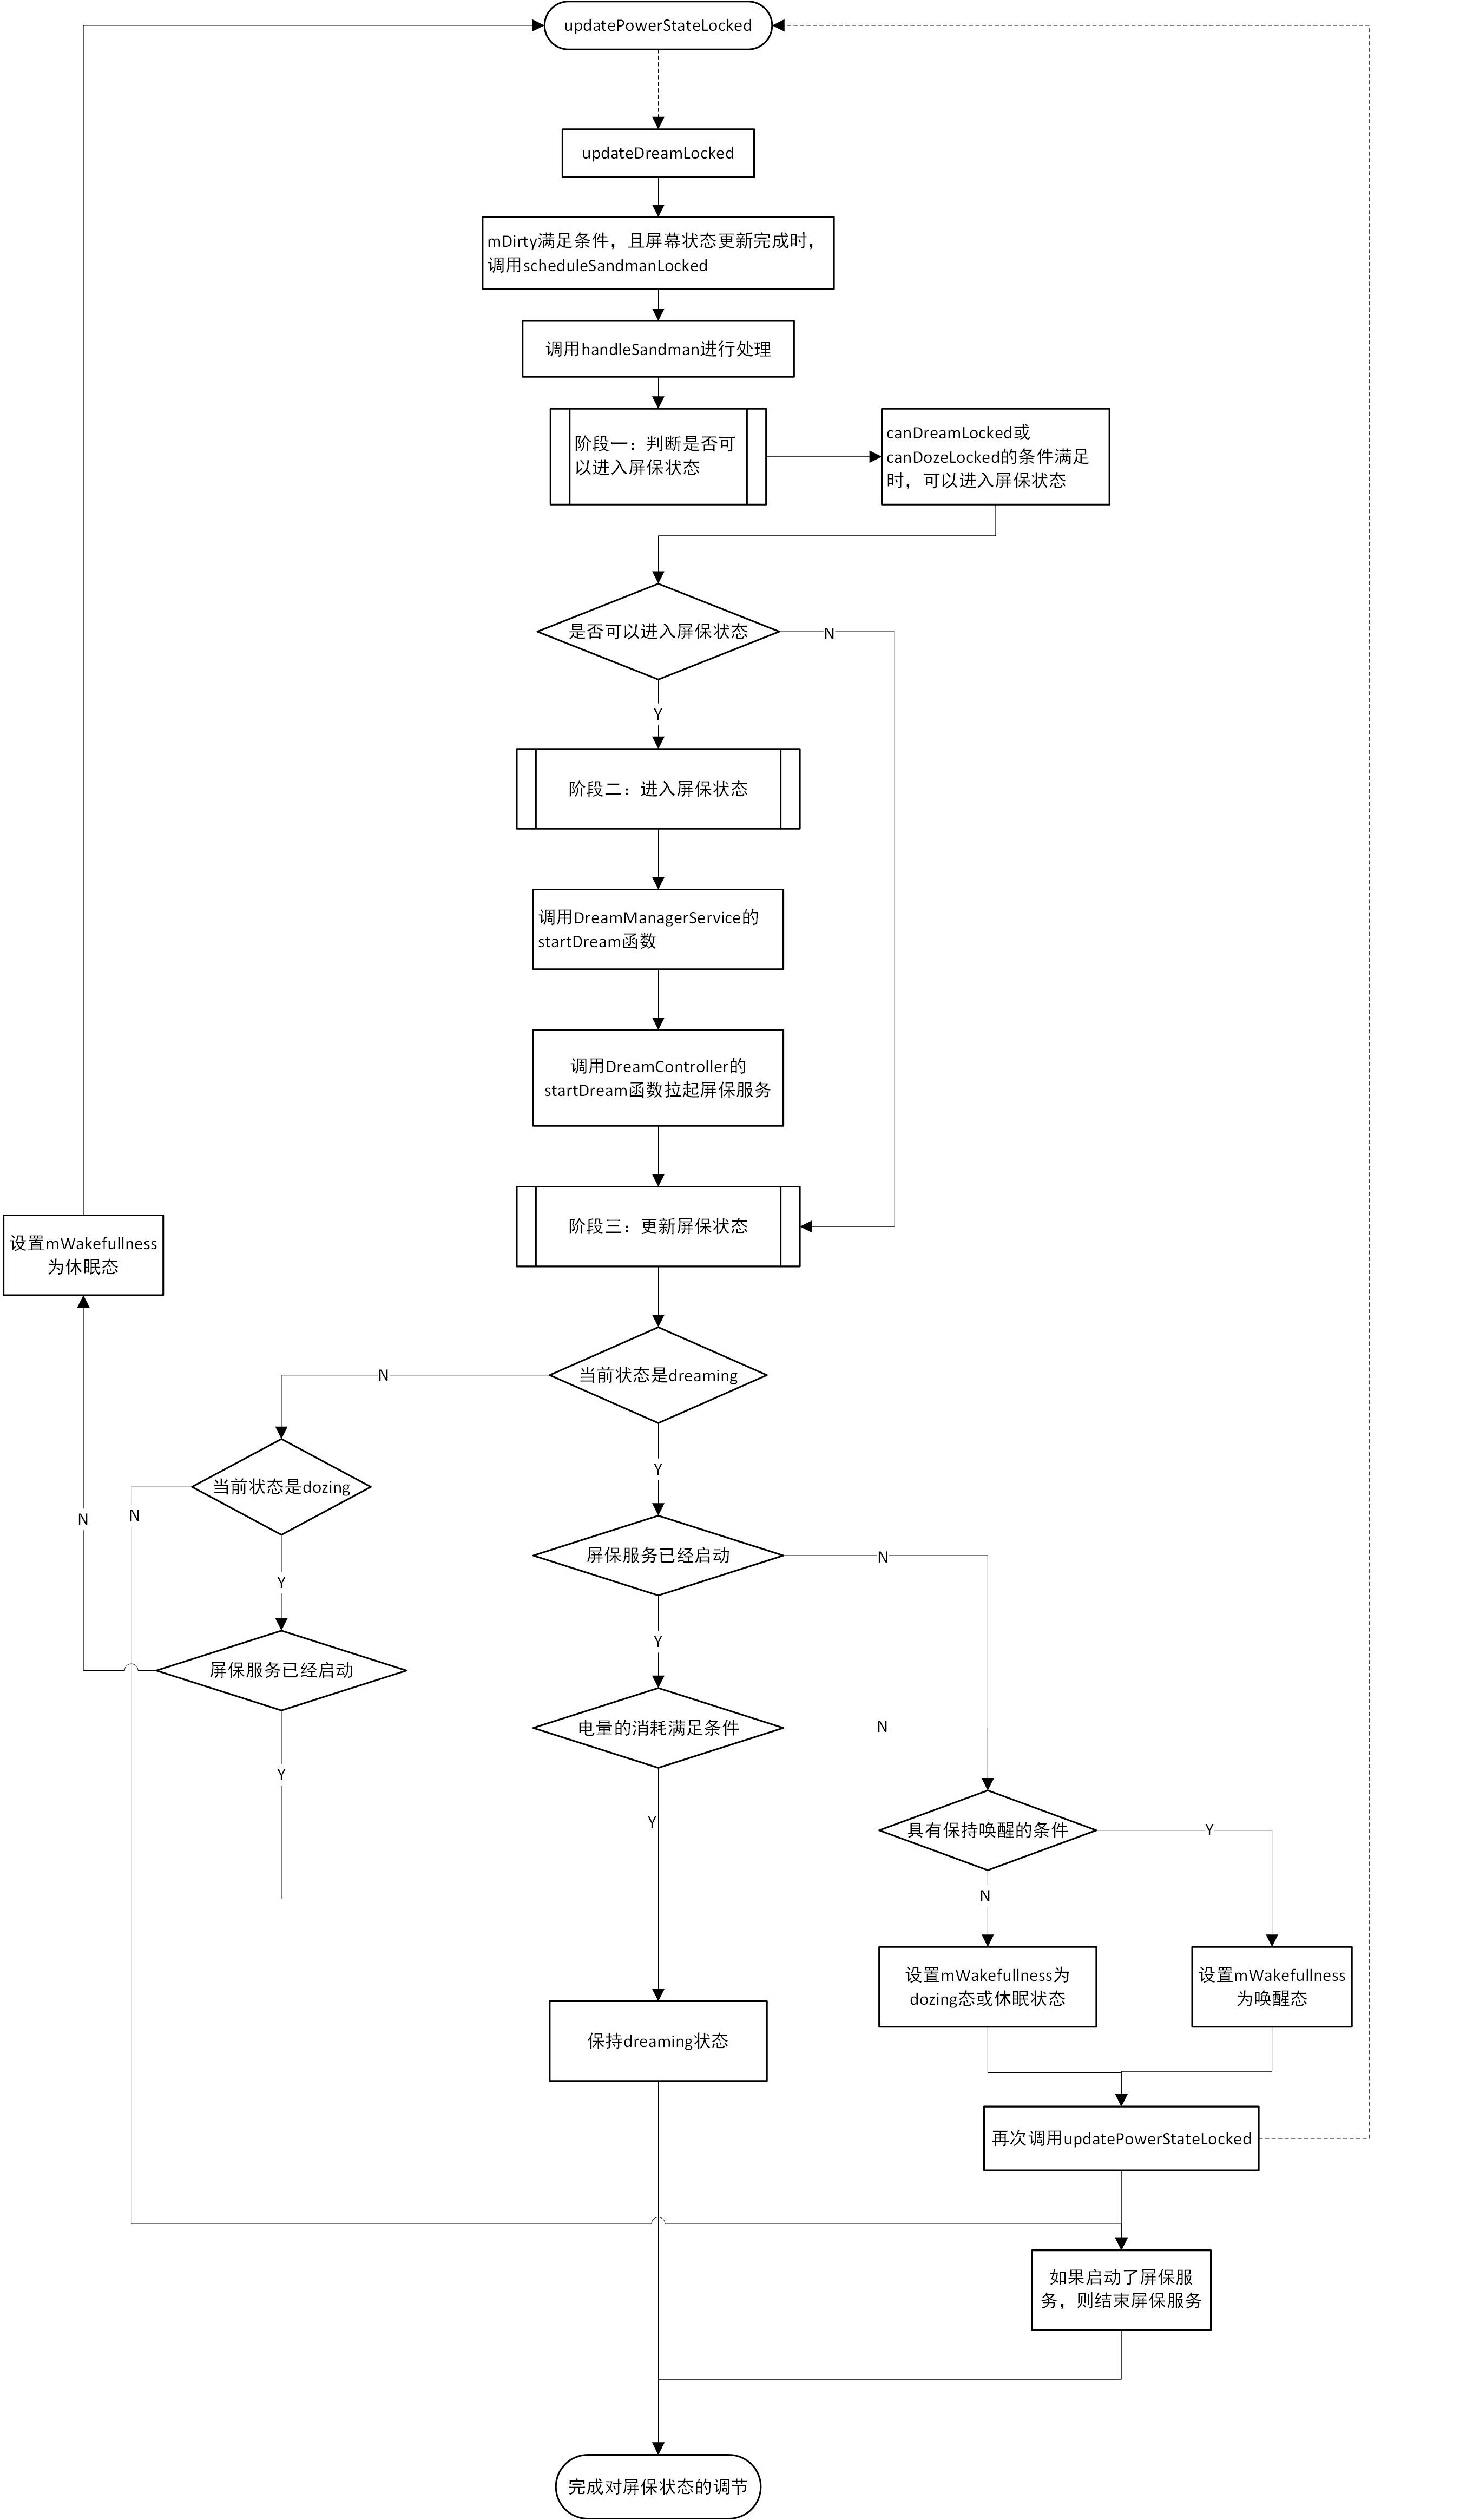 updatePowerStateLocked
updateDreamLocked
mDirty满足条件，且屏幕状态更新完成时，
调用scheduleSandmanLocked
调用handleSandman进行处理
阶段一：判断是否可
以进入屏保状态
canDreamLocked或
canDozeLocked的条件满足
时，可以进入屏保状态
是否可以进入屏保状态
N
Y
阶段二：进入屏保状态
调用DreamManagerService的
startDream函数
调用DreamController的
startDream函数拉起屏保服务
阶段三：更新屏保状态
设置mWakefullness
为休眠态
当前状态是dreaming
N
Y
当前状态是dozing
N
N
Y
屏保服务已经启动
N
Y
屏保服务已经启动
Y
电量的消耗满足条件
N
Y
具有保持唤醒的条件
Y
N
设置mWakefullness为
dozing态或休眠状态
设置mWakefullness
为唤醒态
保持dreaming状态
再次调用updatePowerStateLocked
如果启动了屏保服
务，则结束屏保服务
完成对屏保状态的调节